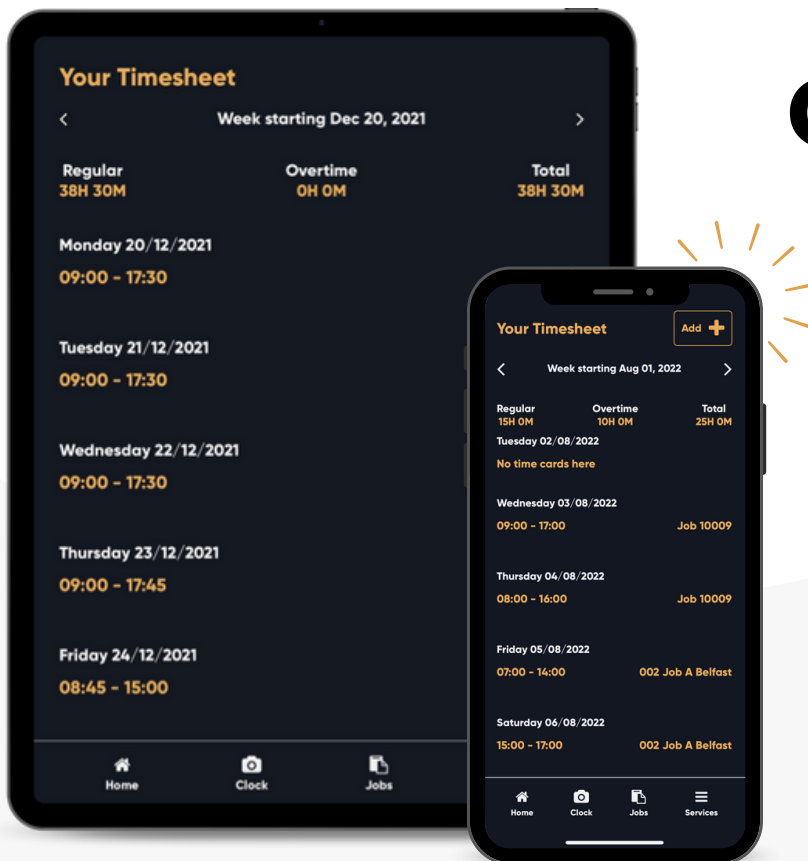 Your Timesheet
Week starting Dec 20, 2021
Regular Overtime Total
38H 30M 0H 0M 38H 30M
Monday 20/12/2021
09:00 - 17:30
Tuesday 21/12/2021
09:00 - 17:30
Wednesday 22/12/2021
09:00 - 17:30
Thursday 23/12/2021
09:00 - 17:45
Friday 24/12/2021
08:45 - 15:00
Home Clock Jobs
Your Timesheet Add
Week starting Aug 01, 2022
Regular Overtime Total
15H 0M 10H 0M 25H 0M
Tuesday 02/08/2022
No time cards here
Wednesday 03/08/2022
09:00 - 17:00 Job 10009
Thursday 04/08/2022
08:00 - 16:00 Job 10009
Friday 05/08/2022
07:00 - 14:00 002 Job A Belfast
Saturday 06/08/2022
15:00 - 17:00 002 Job A Belfast
Home Clock Jobs Services